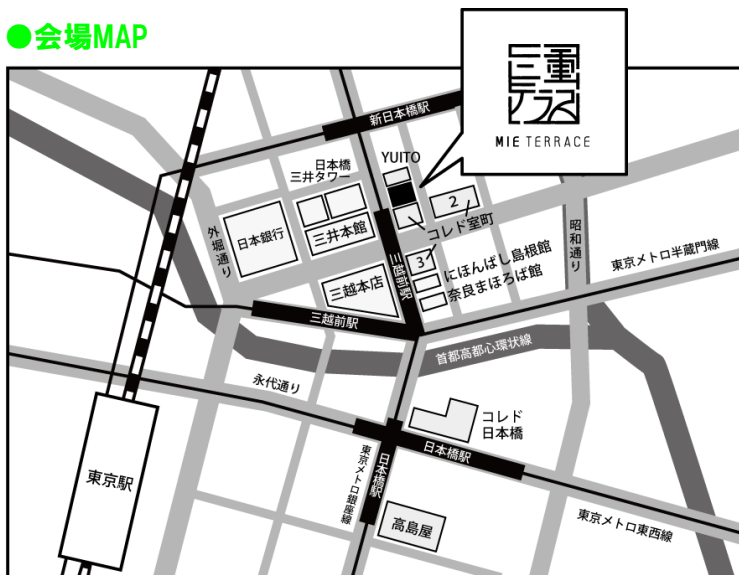 ●会場MAP
三重テラス
MIE TERRACE
新日本橋駅
YUITO
日本橋
三井タワー
2
コレド室町
外堀通り
日本銀行
三井本館
三越前駅
3
にほんばし島根館
奈良まほろば館
昭和通り
東京メトロ半蔵門線
三越本店
三越前駅
首都高都心環状線
永代通り
コレド
日本橋
日本橋駅
東京メトロ銀座線
日本橋駅
東京駅
高島屋
東京メトロ東西線